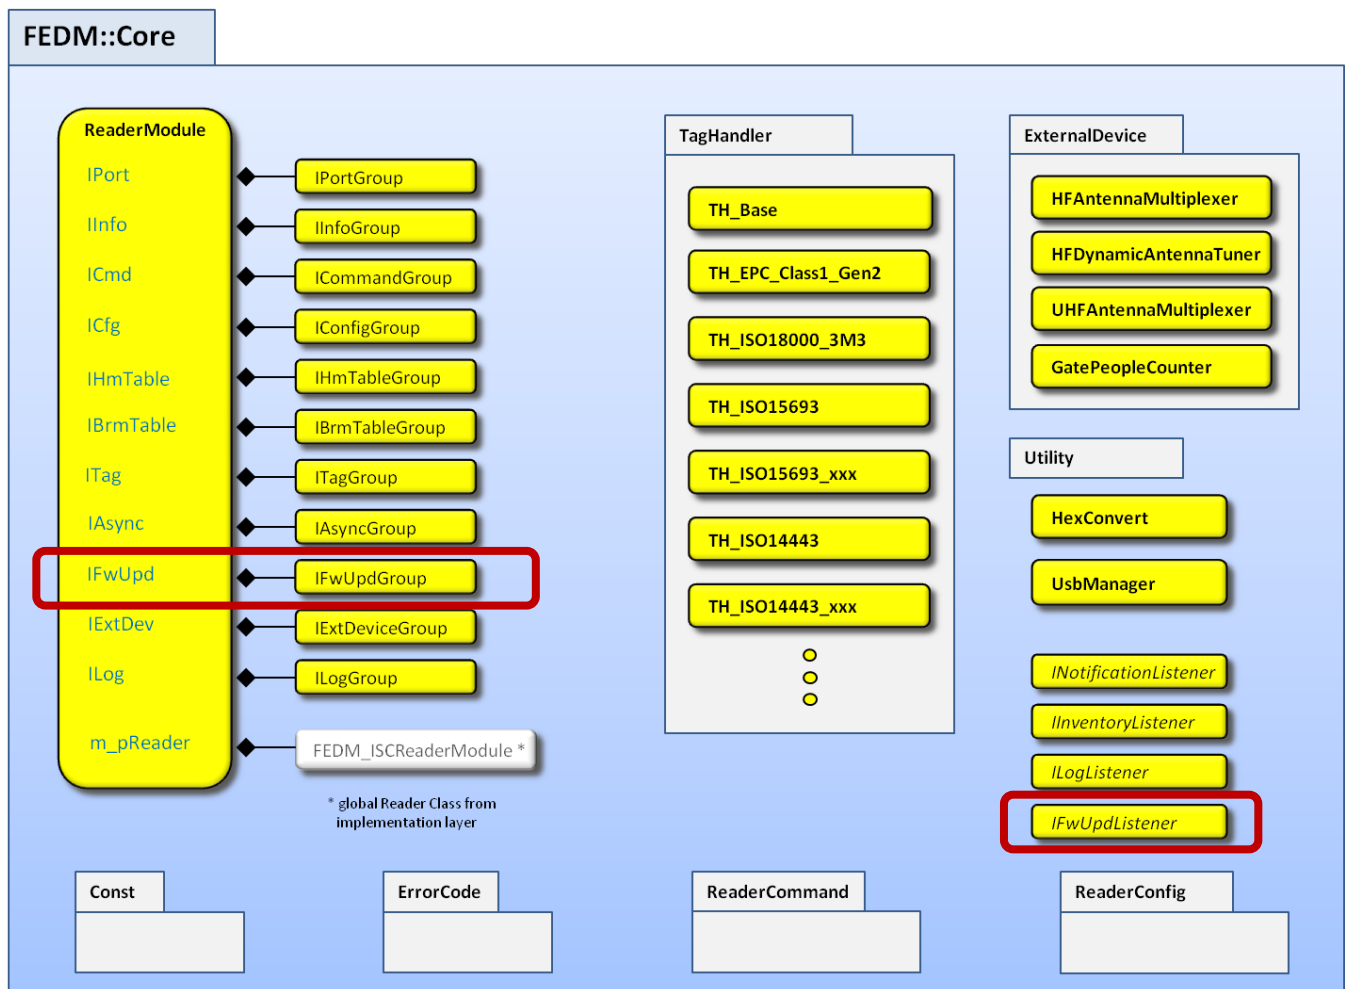 FEDM::Core
ReaderModule
IPort
IPortGroup
IInfo
IInfoGroup
ICmd
ICommandGroup
ICfg
IConfigGroup
IHmTable
IHmTableGroup
IBrmTable
IBrmTableGroup
ITag
ITagGroup
IAsync
IAsyncGroup
IFwUpd
IFwUpdGroup
IExtDev
IExtDeviceGroup
ILog
ILogGroup
m_pReader
FEDM_ISCReaderModule *
* global Reader Class from
implementation layer
TagHandler
TH_Base
TH_EPC_Class1_Gen2
TH_ISO18000_3M3
TH_ISO15693
TH_ISO15693_xxx
TH_ISO14443
TH_ISO14443_xxx
ExternalDevice
HFAntennaMultiplexer
HFDynamicAntennaTuner
UHFAntennaMultiplexer
GatePeopleCounter
Utility
HexConvert
UsbManager
INotificationListener
IInventoryListener
ILogListener
IFwUpdListener
Const
ErrorCode
ReaderCommand
ReaderConfig